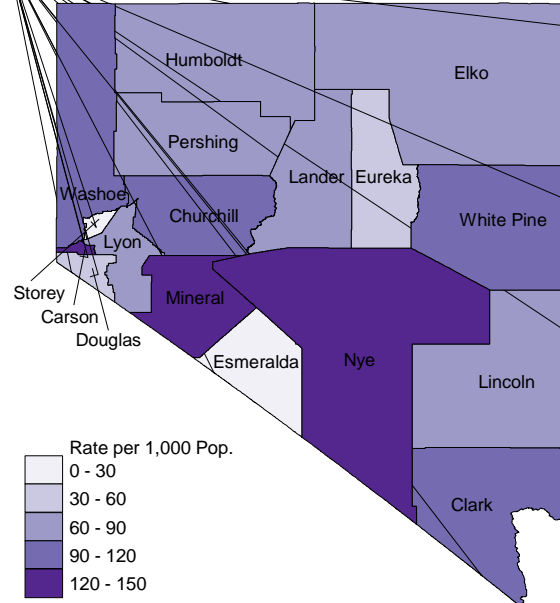 Humboldt
Elko
Pershing
Lander
Eureka
Washoe
Churchill
White Pine
Lyon
Storey
Carson
Douglas
Mineral
Esmeralda
Nye
Lincoln
Clark
Rate per 1,000 Pop.
0 - 30
30 - 60
60 - 90
90 - 120
120 - 150